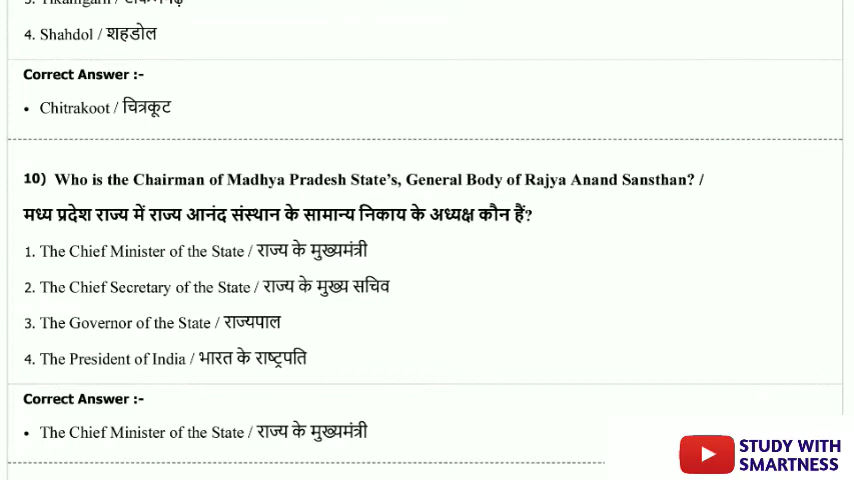 4. Shahdol / शहडोल
Correct Answer :-
• Chitrakoot / चित्रकूट
10) Who is the Chairman of Madhya Pradesh State's, General Body of Rajya Anand Sansthan? /
मध्य प्रदेश राज्य में राज्य आनंद संस्थान के सामान्य निकाय के अध्यक्ष कौन हैं?
1. The Chief Minister of the State / राज्य के मुख्यमंत्री
2. The Chief Secretary of the State / राज्य के मुख्य सचिव
3. The Governor of the State / राज्यपाल
4. The President of India / भारत के राष्ट्रपति
Correct Answer :-
• The Chief Minister of the State / राज्य के मुख्यमंत्री
STUDY WITH
SMARTNESS